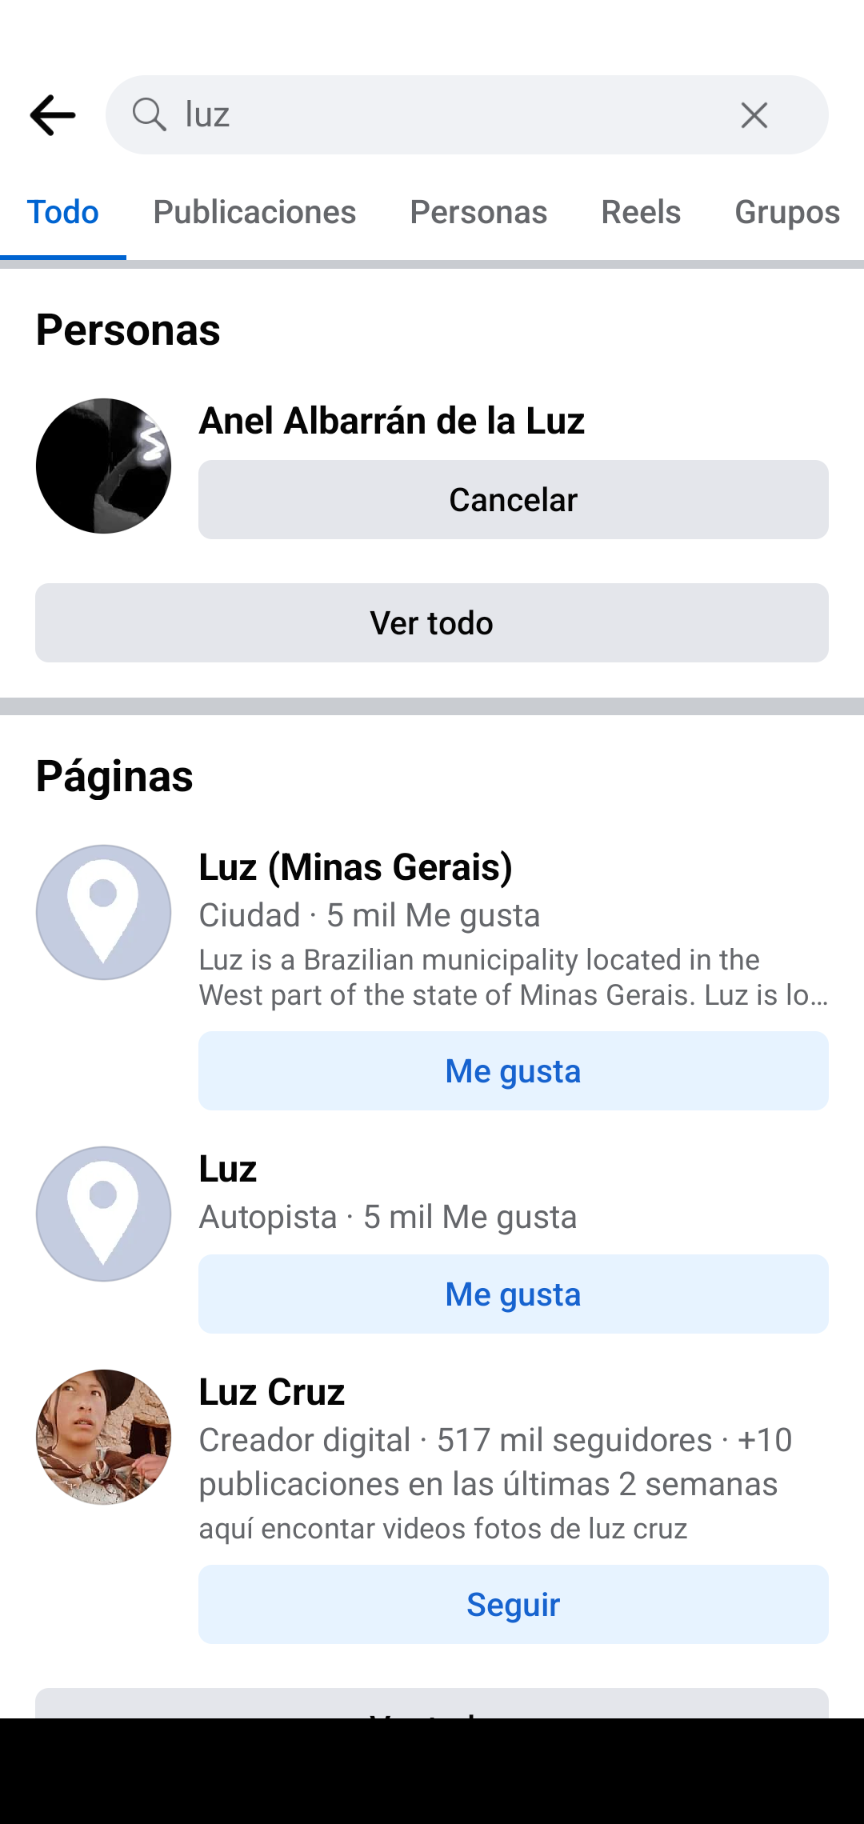 luz
Todo Publicaciones Personas Reels Grupos
Personas
Anel Albarrán de la Luz
Cancelar
Ver todo
Páginas
Luz (Minas Gerais)
Ciudad · 5 mil Me gusta
Luz is a Brazilian municipality located in the
West part of the state of Minas Gerais. Luz is lo...
Me gusta
Luz
Autopista · 5 mil Me gusta
Me gusta
Luz Cruz
Creador digital · 517 mil seguidores · +10
publicaciones en las últimas 2 semanas
aquí encontar videos fotos de luz cruz
Seguir